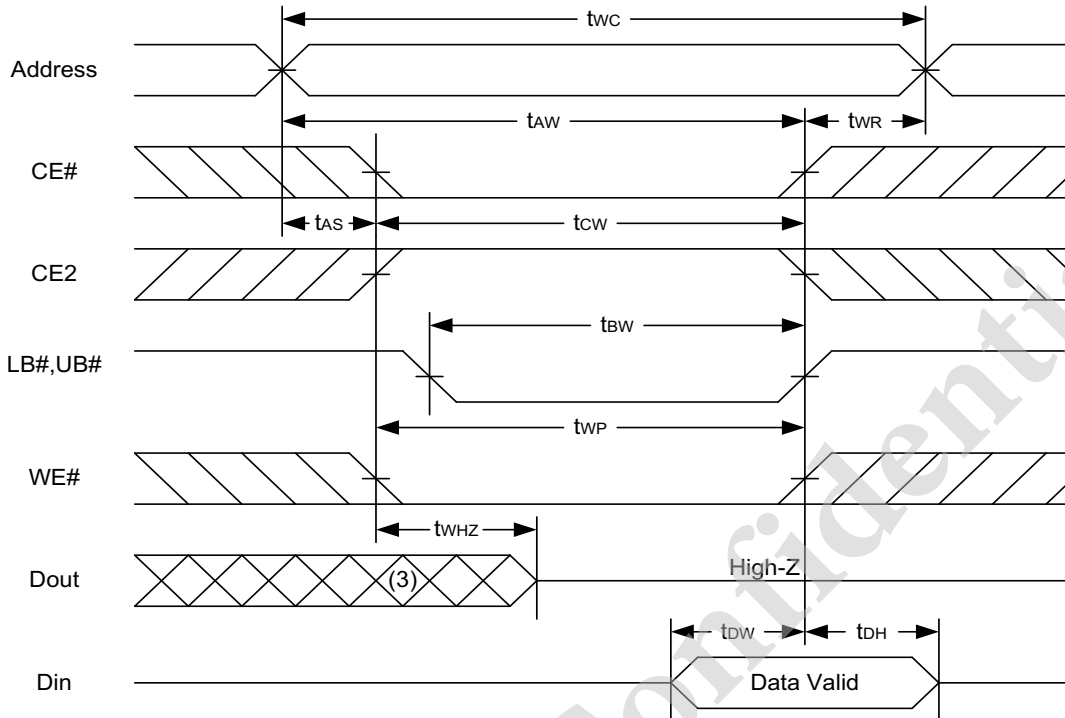 tWC
Address
tAW
tWR
CE#
tAS
tCW
CE2
tBW
LB#,UB#
tWP
WE#
tWHZ
Dout
(3)
High-Z
tDW
tDH
Din
Data Valid
onfidenti